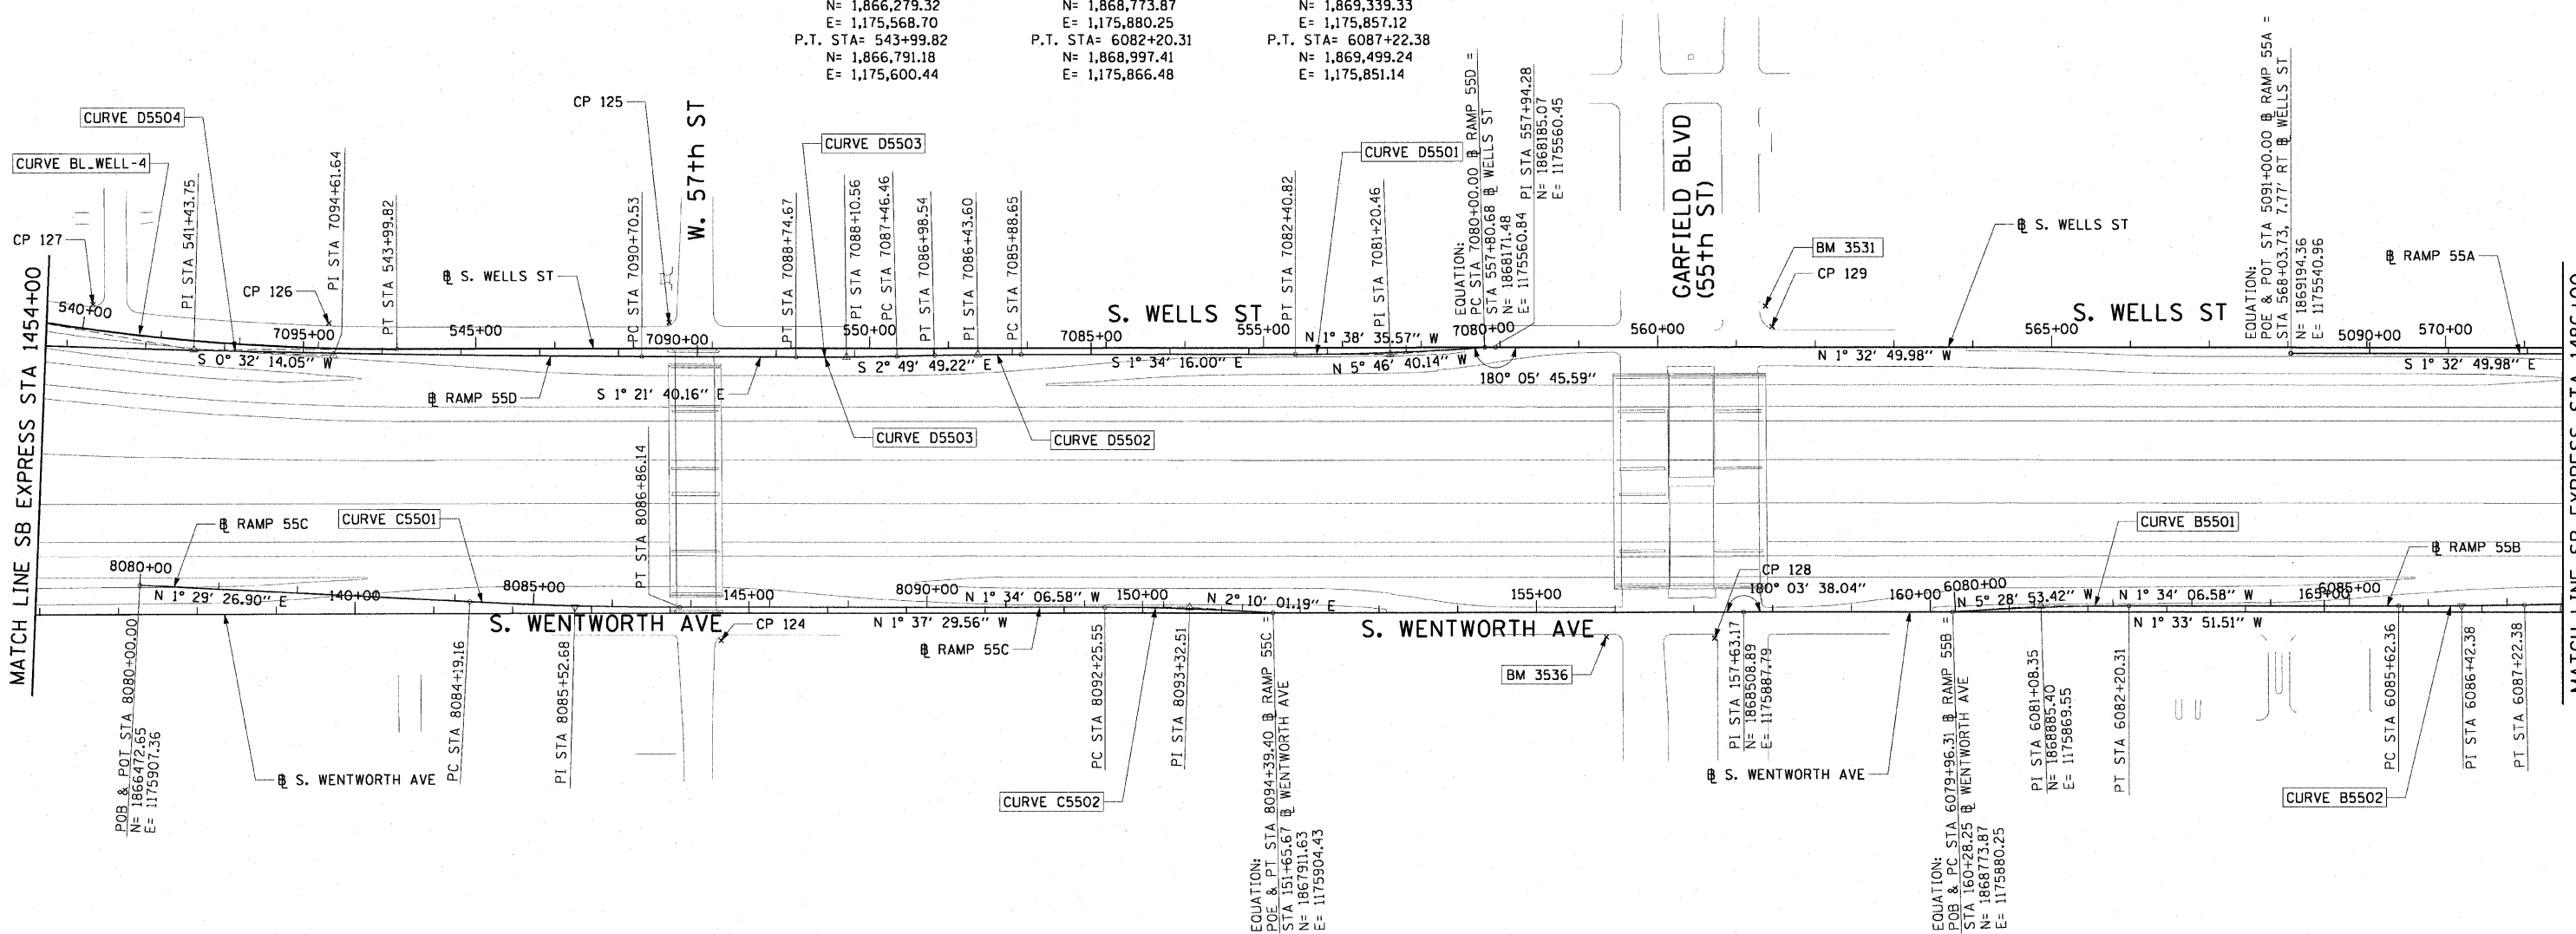 N= 1,866,279.32
E= 1,175,568.70
P.T. STA= 543+99.82
N= 1,866,791.18
E= 1,175,600.44
N= 1,868,773.87
E= 1,175,880.25
P.T. STA= 6082+20.31
N= 1,868,997.41
E= 1,175,866.48
N= 1,869,339.33
E= 1,175,857.12
P.T. STA= 6087+22.38
N= 1,869,499.24
E= 1,175,851.14
MATCH LINE SB EXPRESS STA 1454+00
CURVE D5504
CURVE BL_WELL-4
CP 127
540+00
PI STA 541+43.75
CP 126
7095+00
PI STA 7094+61.64
PT STA 543+99.82
S 0° 32' 14.05" W
℄ S. WELLS ST
545+00
℄ RAMP 55D
CP 125
W. 57th ST
PC STA 7090+70.53
7090+00
S 1° 21' 40.16" E
PT STA 7088+74.67
CURVE D5503
PI STA 7088+10.56
550+00
PC STA 7087+46.46
PT STA 7086+98.54
PI STA 7086+43.60
PC STA 7085+88.65
S 2° 49' 49.22" E
CURVE D5503
CURVE D5502
7085+00
S. WELLS ST
S 1° 34' 16.00" E
555+00
PT STA 7082+40.82
CURVE D5501
N 1° 38' 35.57" W
PI STA 7081+20.46
N 5° 46' 40.14" W
7080+00
EQUATION:
PC STA 7080+00.00 ℄ RAMP 55D =
STA 557+80.68 ℄ WELLS ST
N= 1868171.48
E= 1175560.84
PI STA 557+94.28
N= 1868185.07
E= 1175560.45
180° 05' 45.59"
560+00
GARFIELD BLVD
(55th ST)
BM 3531
CP 129
N 1° 32' 49.98" W
℄ S. WELLS ST
565+00
S. WELLS ST
EQUATION:
POE & POT STA 5091+00.00 ℄ RAMP 55A =
STA 568+03.73, 7.77' RT ℄ WELLS ST
N= 1869194.36
E= 1175540.96
5090+00
570+00
℄ RAMP 55A
S 1° 32' 49.98" E
8080+00
℄ RAMP 55C
N 1° 29' 26.90" E
140+00
CURVE C5501
8085+00
PT STA 8086+86.14
145+00
POB & POT STA 8080+00.00
N= 1866472.65
E= 1175907.36
℄ S. WENTWORTH AVE
PC STA 8084+19.16
PI STA 8085+52.68
S. WENTWORTH AVE
CP 124
8090+00
N 1° 34' 06.58" W
N 1° 37' 29.56" W
℄ RAMP 55C
PC STA 8092+25.55
150+00
N 2° 10' 01.19" E
CURVE C5502
PI STA 8093+32.51
EQUATION:
POE & PT STA 8094+39.40 ℄ RAMP 55C =
STA 151+65.67 ℄ WENTWORTH AVE
N= 1867911.63
E= 1175904.43
155+00
S. WENTWORTH AVE
BM 3536
CP 128
180° 03' 38.04"
PI STA 157+63.17
N= 1868508.89
E= 1175887.79
℄ S. WENTWORTH AVE
160+00
6080+00
N 5° 28' 53.42" W
EQUATION:
POB & PC STA 6079+96.31 ℄ RAMP 55B =
STA 160+28.25 ℄ WENTWORTH AVE
N= 1868773.87
E= 1175880.25
PI STA 6081+08.35
N= 1868885.40
E= 1175869.55
PT STA 6082+20.31
CURVE B5501
N 1° 34' 06.58" W
N 1° 33' 51.51" W
165+00
6085+00
℄ RAMP 55B
PC STA 6085+62.36
PI STA 6086+42.38
PT STA 6087+22.38
CURVE B5502